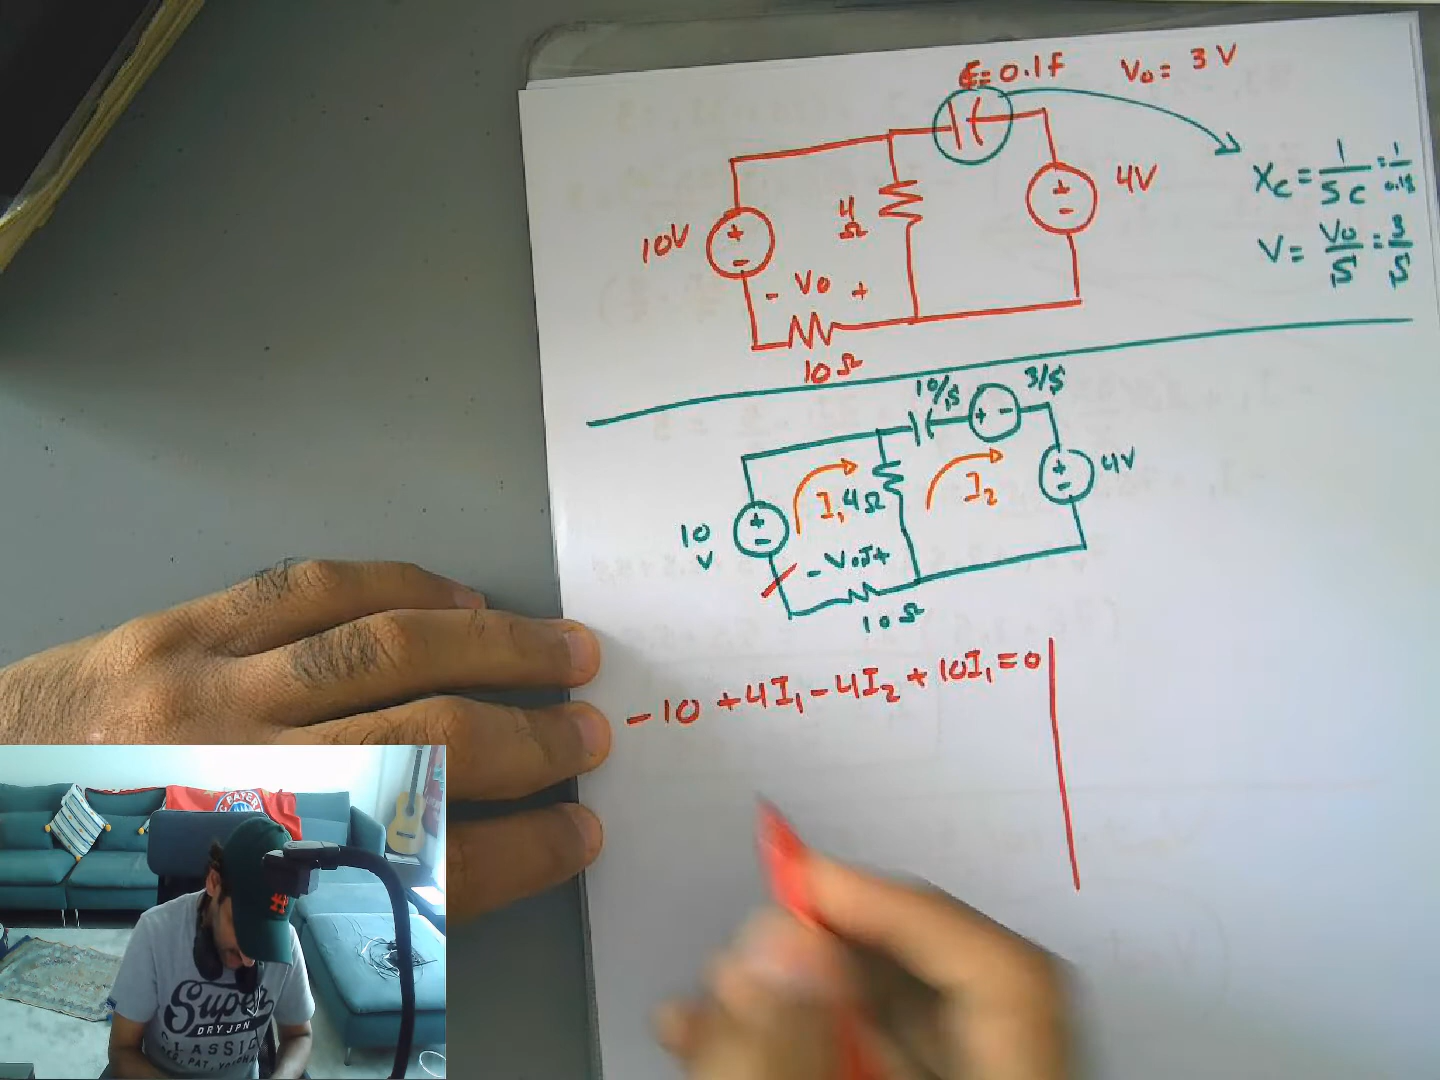 C=0.1f
V₀= 3V
Xc=1/SC=1/0.1S
V=V₀/S=3/S
4V
4Ω
10V
- V₀ +
10Ω
10/S
3/S
4V
I₁
4Ω
I₂
10 V
- V₀ +
10Ω
-10 +4I₁-4I₂+10I₁=0
Super
DRY JPN
CLASSIC